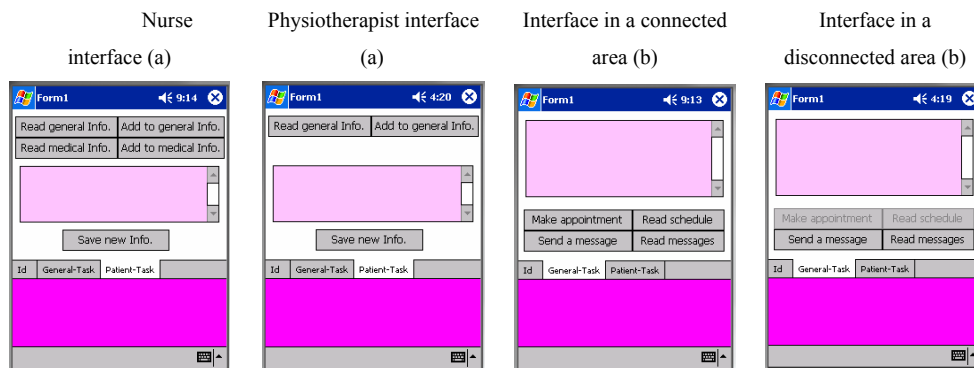 Nurse
interface (a)
Physiotherapist interface
(a)
Interface in a connected
area (b)
Interface in a
disconnected area (b)
Form1 9:14
Read general Info. Add to general Info.
Read medical Info. Add to medical Info.
Save new Info.
Id General-Task Patient-Task
Form1 4:20
Read general Info. Add to general Info.
Save new Info.
Id General-Task Patient-Task
Form1 9:13
Make appointment Read schedule
Send a message Read messages
Id General-Task Patient-Task
Form1 4:19
Make appointment Read schedule
Send a message Read messages
Id General-Task Patient-Task